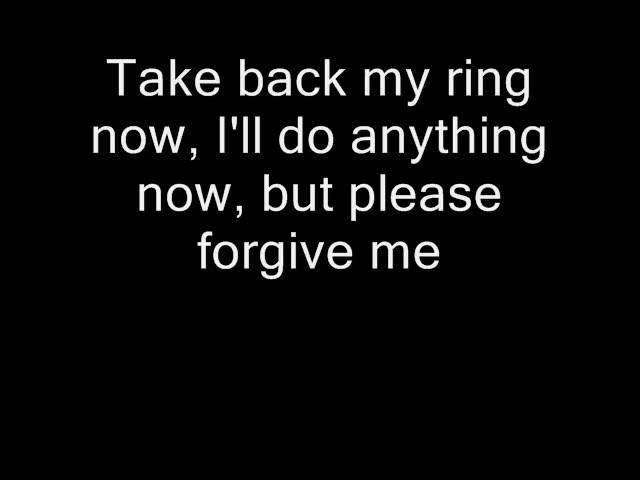 Take back my ring
now, I'll do anything
now, but please
forgive me